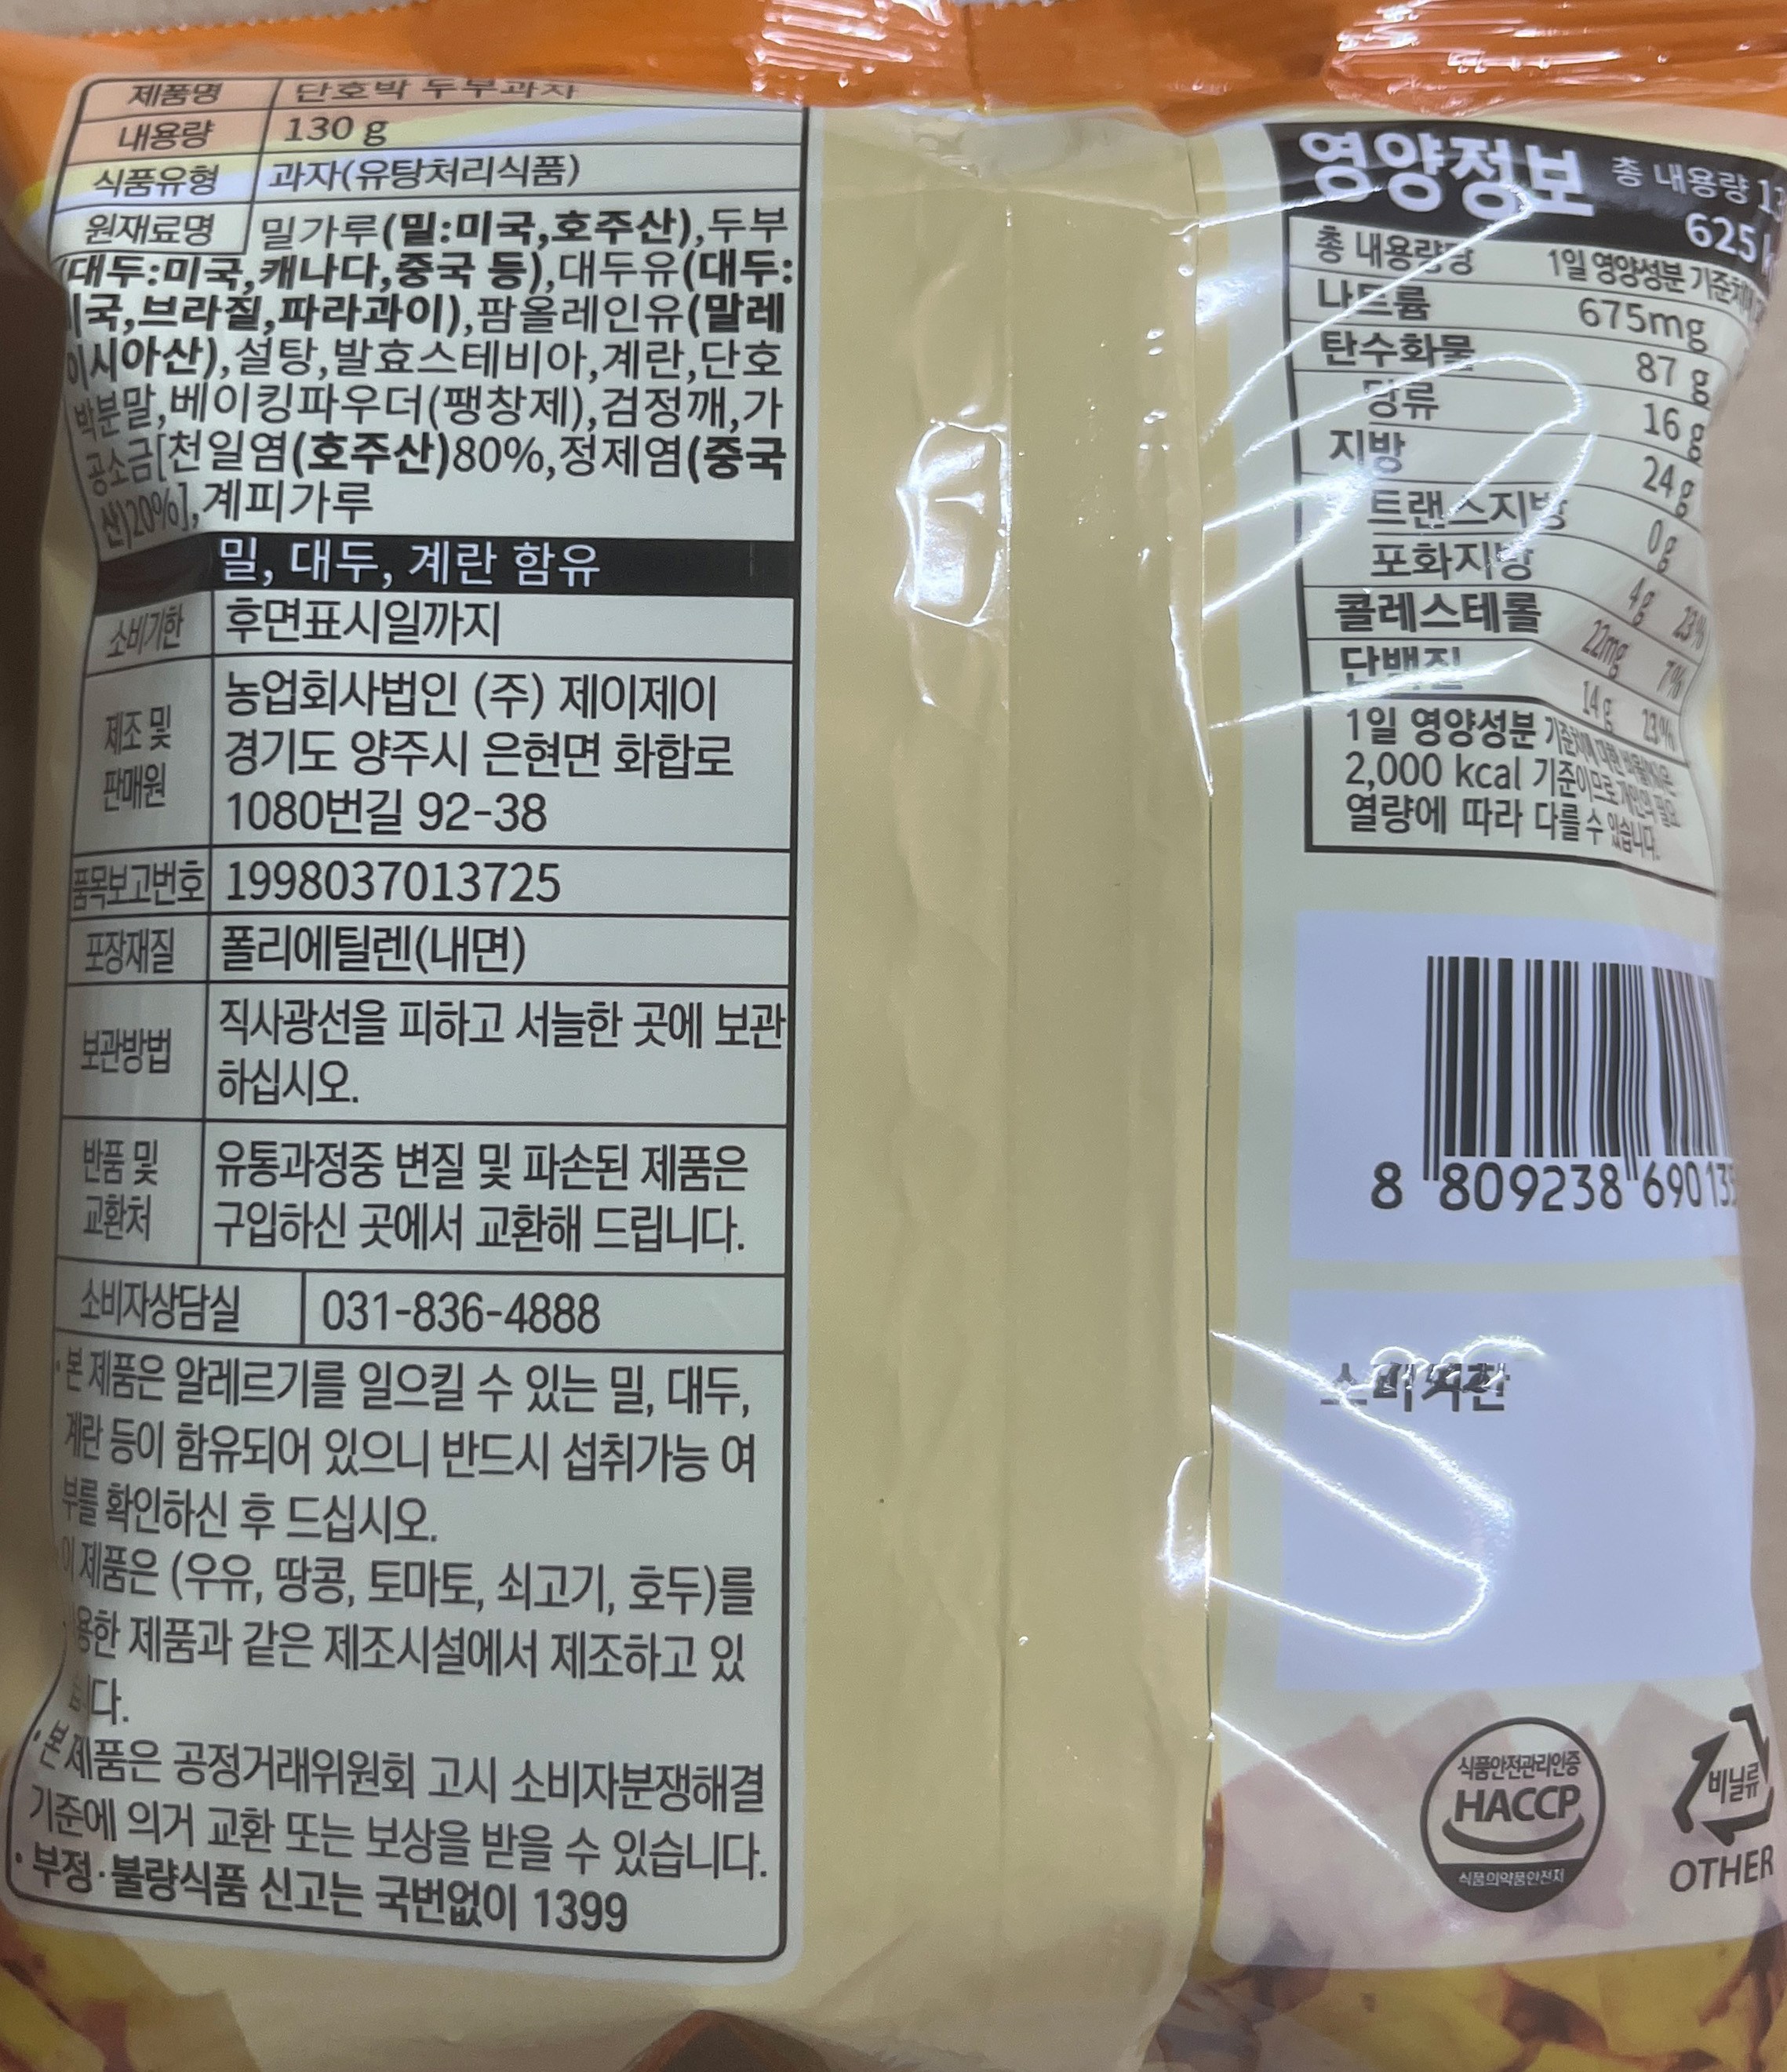 제품명 단호박 두부과자
내용량 130 g
식품유형 과자(유탕처리식품)
원재료명 밀가루(밀:미국,호주산),두부
(대두:미국,캐나다,중국 등),대두유(대두:
국,브라질,파라과이),팜올레인유(말레
이시아산),설탕,발효스테비아,계란,단호
박분말,베이킹파우더(팽창제),검정깨,가
공소금[천일염(호주산)80%,정제염(중국
산)20%],계피가루
밀, 대두, 계란 함유
소비기한 후면표시일까지
제조 및
판매원
농업회사법인 (주) 제이제이
경기도 양주시 은현면 화합로
1080번길 92-38
품목보고번호 1998037013725
포장재질 폴리에틸렌(내면)
보관방법
직사광선을 피하고 서늘한 곳에 보관
하십시오.
반품 및
교환처
유통과정중 변질 및 파손된 제품은
구입하신 곳에서 교환해 드립니다.
소비자상담실 031-836-4888
·본 제품은 알레르기를 일으킬 수 있는 밀, 대두,
계란 등이 함유되어 있으니 반드시 섭취가능 여
부를 확인하신 후 드십시오.
이 제품은 (우유, 땅콩, 토마토, 쇠고기, 호두)를
용한 제품과 같은 제조시설에서 제조하고 있
다.
·본 제품은 공정거래위원회 고시 소비자분쟁해결
기준에 의거 교환 또는 보상을 받을 수 있습니다.
·부정·불량식품 신고는 국번없이 1399
영양정보 총 내용량 13
625
총 내용량당 1일 영양성분 기준치에
나트륨 675mg
탄수화물 87 g
당류 16 g
지방 24 g
트랜스지방 0 g
포화지방 4 g 23%
콜레스테롤 22mg 7%
단백질 14 g 23%
1일 영양성분 기준치에 대한 비율(%)은
2,000 kcal 기준이므로 개인의 필요
열량에 따라 다를 수 있습니다.
8 809238 69013
소비기한
식품안전관리인증
HACCP
식품의약품안전처
비닐류
OTHER